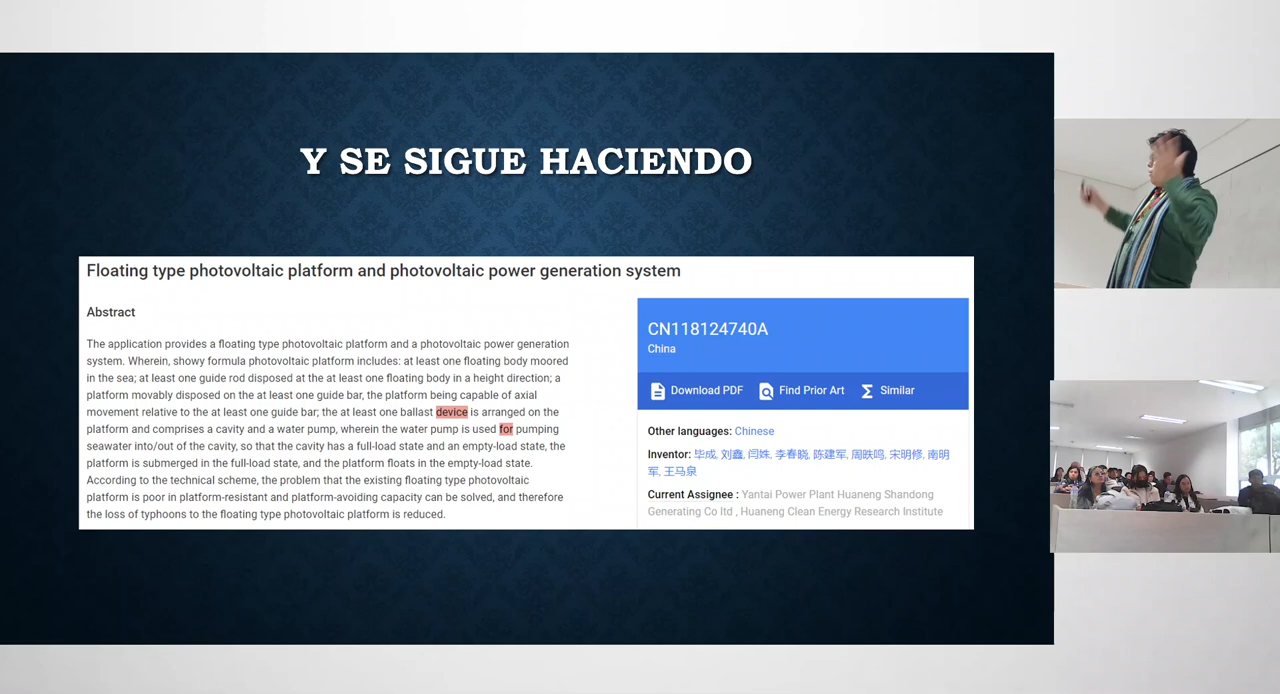 Y SE SIGUE HACIENDO
Floating type photovoltaic platform and photovoltaic power generation system
Abstract
The application provides a floating type photovoltaic platform and a photovoltaic power generation
system. Wherein, showy formula photovoltaic platform includes: at least one floating body moored
in the sea; at least one guide rod disposed at the at least one floating body in a height direction; a
platform movably disposed on the at least one guide bar, the platform being capable of axial
movement relative to the at least one guide bar; the at least one ballast device is arranged on the
platform and comprises a cavity and a water pump, wherein the water pump is used for pumping
seawater into/out of the cavity, so that the cavity has a full-load state and an empty-load state, the
platform is submerged in the full-load state, and the platform floats in the empty-load state.
According to the technical scheme, the problem that the existing floating type photovoltaic
platform is poor in platform-resistant and platform-avoiding capacity can be solved, and therefore
the loss of typhoons to the floating type photovoltaic platform is reduced.
CN118124740A
China
Download PDF Find Prior Art Similar
Other languages: Chinese
Inventor: 毕成, 刘鑫, 闫姝, 李春晓, 陈建军, 周昳鸣, 宋明修, 南明
军, 王马泉
Current Assignee : Yantai Power Plant Huaneng Shandong
Generating Co ltd , Huaneng Clean Energy Research Institute